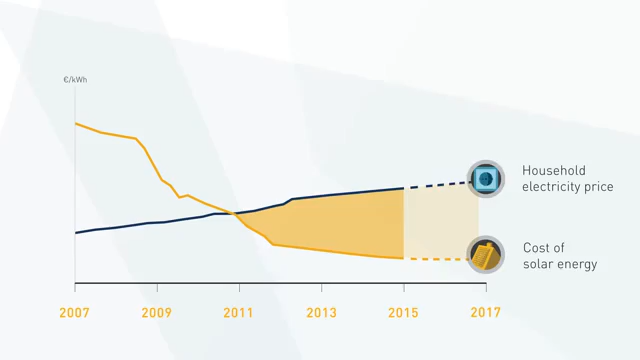 €/kWh
Household
electricity price
Cost of
solar energy
2007 2009 2011 2013 2015 2017